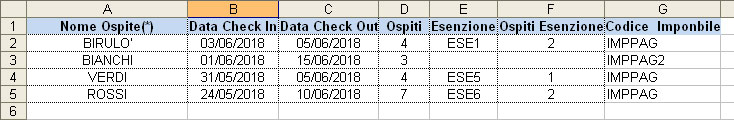 A B C D E F G
1 Nome Ospite(*) Data Check In Data Check Out Ospiti Esenzione Ospiti Esenzione Codice Imponbile
2 BIRULO' 03/06/2018 05/06/2018 4 ESE1 2 IMPPAG
3 BIANCHI 01/06/2018 15/06/2018 3 IMPPAG2
4 VERDI 31/05/2018 05/06/2018 4 ESE5 1 IMPPAG
5 ROSSI 24/05/2018 10/06/2018 7 ESE6 2 IMPPAG
6